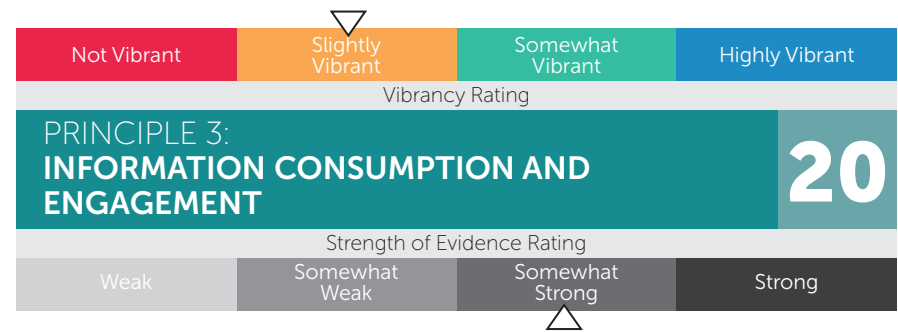 Not Vibrant
Slightly
Vibrant
Somewhat
Vibrant
Highly Vibrant
Vibrancy Rating
PRINCIPLE 3:
INFORMATION CONSUMPTION AND
ENGAGEMENT
20
Strength of Evidence Rating
Weak
Somewhat
Weak
Somewhat
Strong
Strong